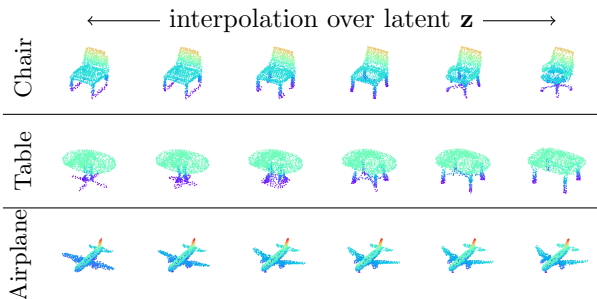 interpolation over latent z
Chair
Table
Airplane